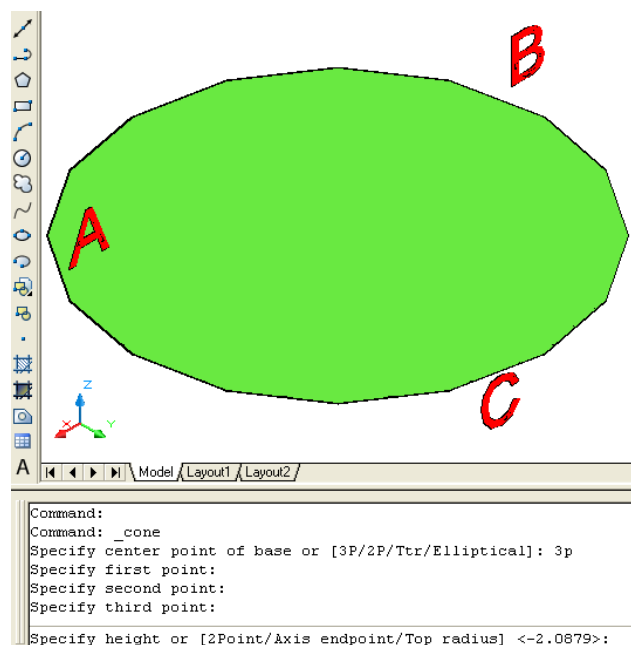 B
A
C
Z
X Y
A
Model Layout1 Layout2
Command:
Command: _cone
Specify center point of base or [3P/2P/Ttr/Elliptical]: 3p
Specify first point:
Specify second point:
Specify third point:
Specify height or [2Point/Axis endpoint/Top radius] <-2.0879>: